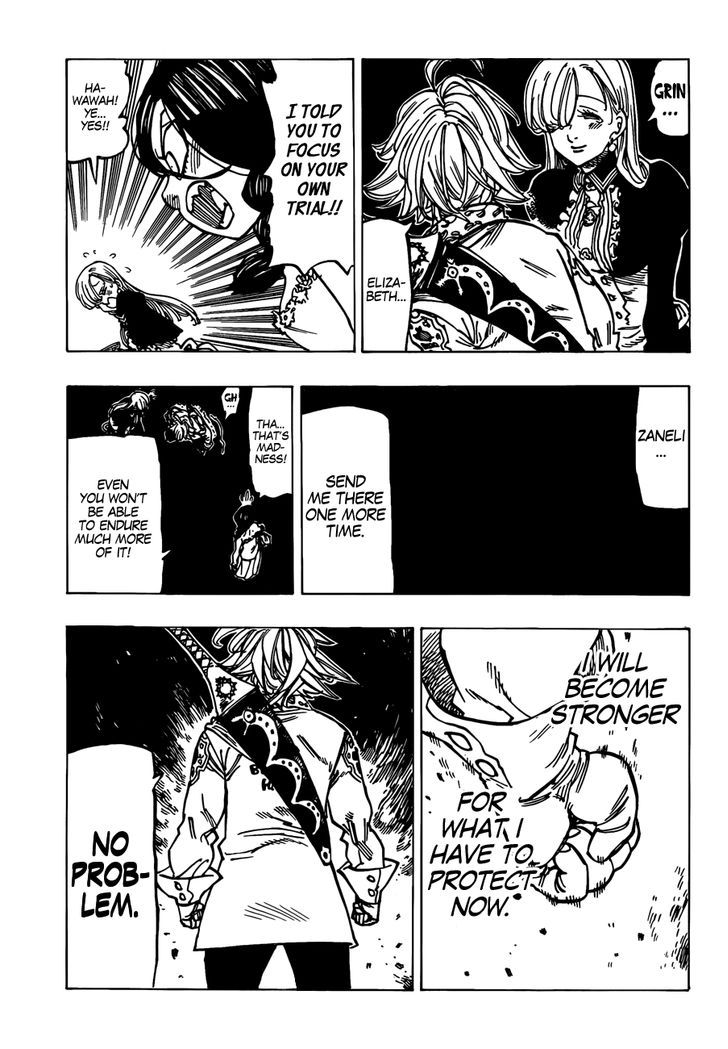 GRIN
...
ELIZA-
BETH...
I TOLD
YOU TO
FOCUS
ON YOUR
OWN
TRIAL!!
HA-
WAWAH!
YE...
YES!!
ZANELI
...
SEND
ME THERE
ONE MORE
TIME.
THA...
THAT'S
MAD-
NESS!
GH
...
EVEN
YOU WON'T
BE ABLE
TO ENDURE
MUCH MORE
OF IT!
I WILL
BECOME
STRONGER
FOR
WHAT I
HAVE TO
PROTECT
NOW.
NO
PROB-
LEM.